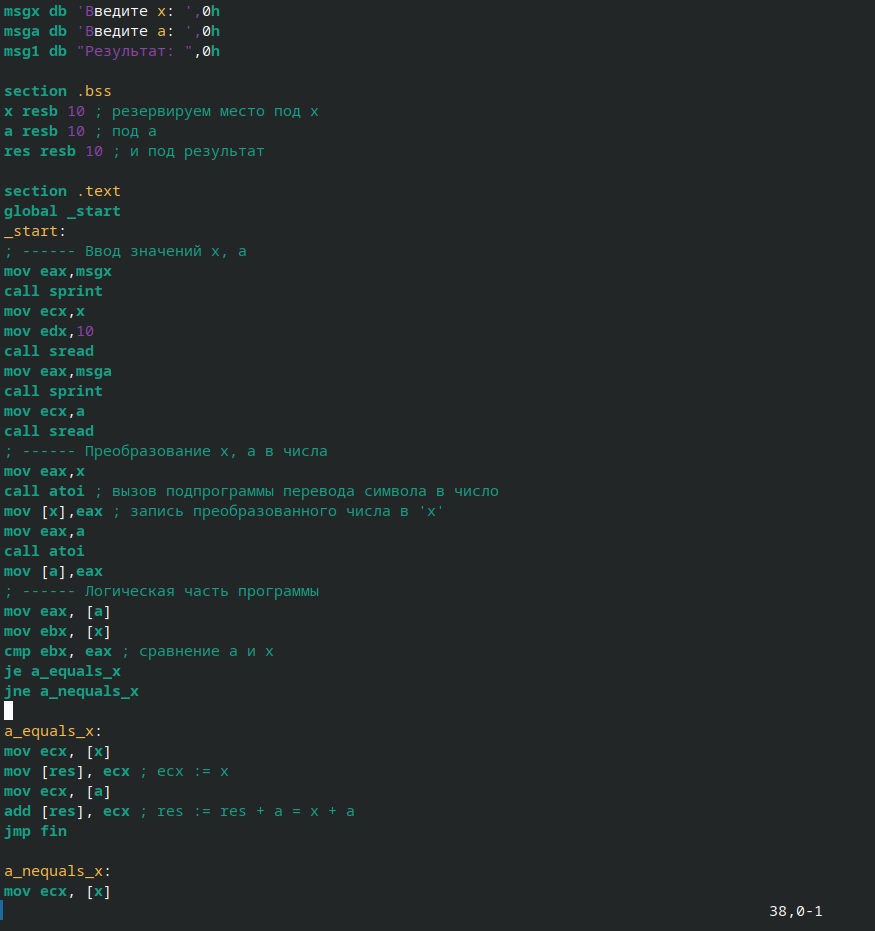 msgx db 'Введите x: ',0h
msga db 'Введите a: ',0h
msg1 db "Результат: ",0h
section .bss
x resb 10 ; резервируем место под x
a resb 10 ; под a
res resb 10 ; и под результат
section .text
global _start
_start:
; ------ Ввод значений x, a
mov eax,msgx
call sprint
mov ecx,x
mov edx,10
call sread
mov eax,msga
call sprint
mov ecx,a
call sread
; ------ Преобразование x, a в числа
mov eax,x
call atoi ; вызов подпрограммы перевода символа в число
mov [x],eax ; запись преобразованного числа в 'x'
mov eax,a
call atoi
mov [a],eax
; ------ Логическая часть программы
mov eax, [a]
mov ebx, [x]
cmp ebx, eax ; сравнение a и x
je a_equals_x
jne a_nequals_x
a_equals_x:
mov ecx, [x]
mov [res], ecx ; ecx := x
mov ecx, [a]
add [res], ecx ; res := res + a = x + a
jmp fin
a_nequals_x:
mov ecx, [x]
38,0-1